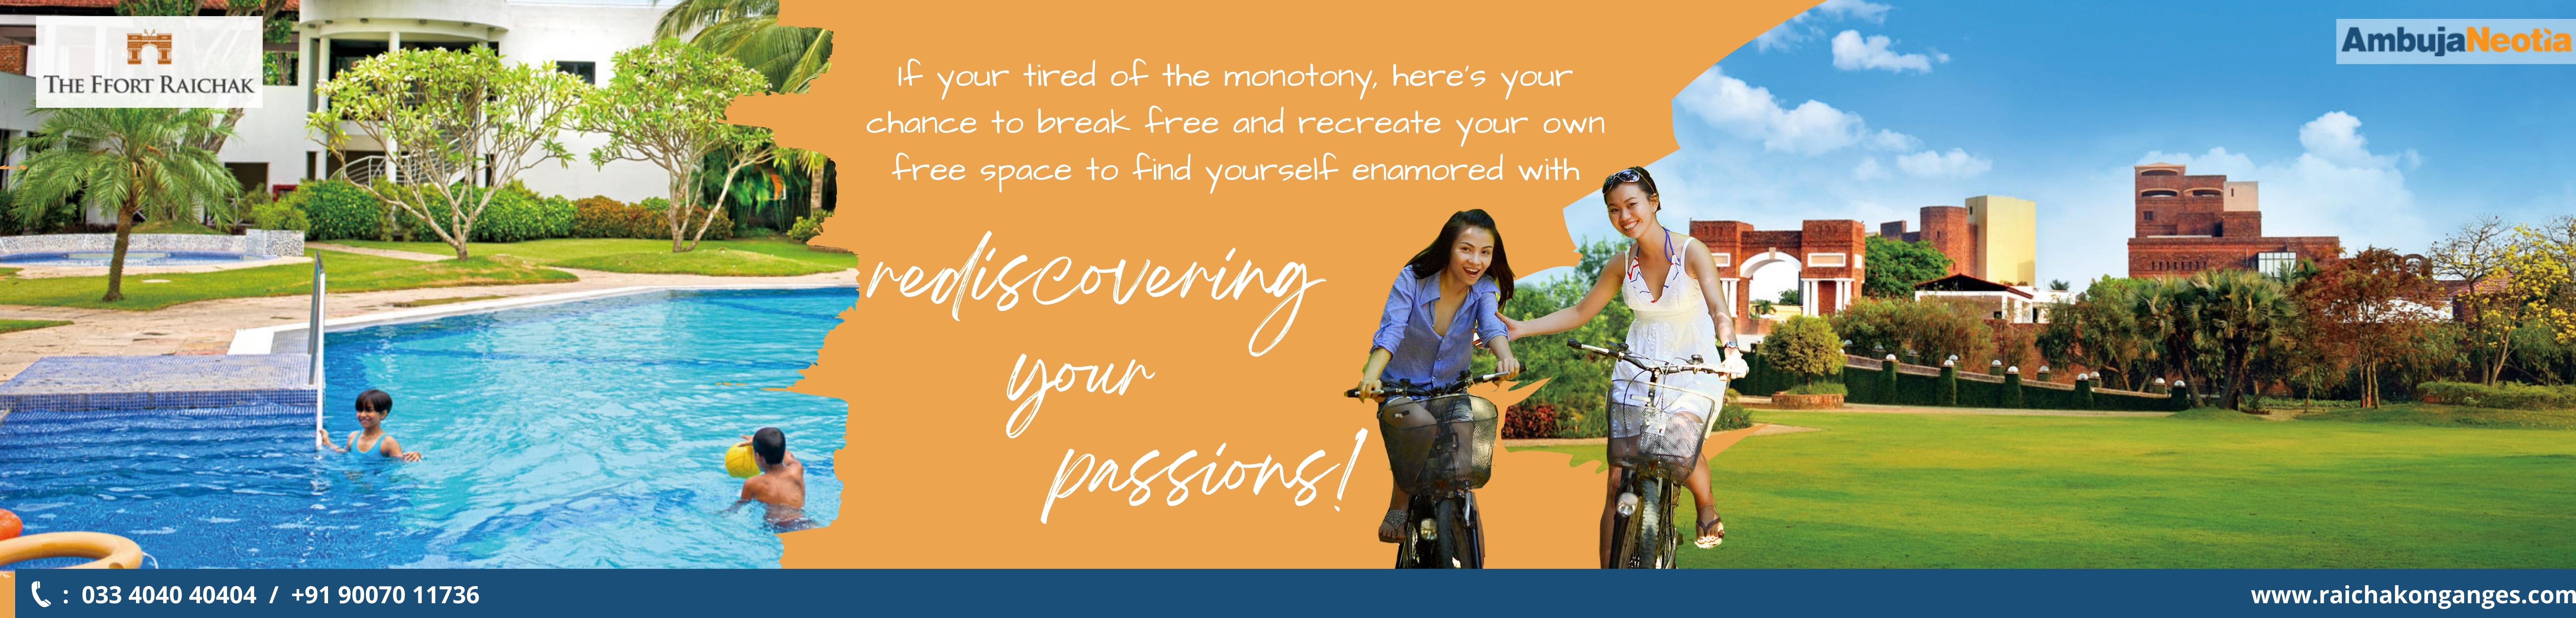 THE FFORT RAICHAK
AmbujaNeotia
If your tired of the monotony, here's your
chance to break free and recreate your own
free space to find yourself enamored with
rediscovering
your
passions!
: 033 4040 40404 / +91 90070 11736
www.raichakonganges.com